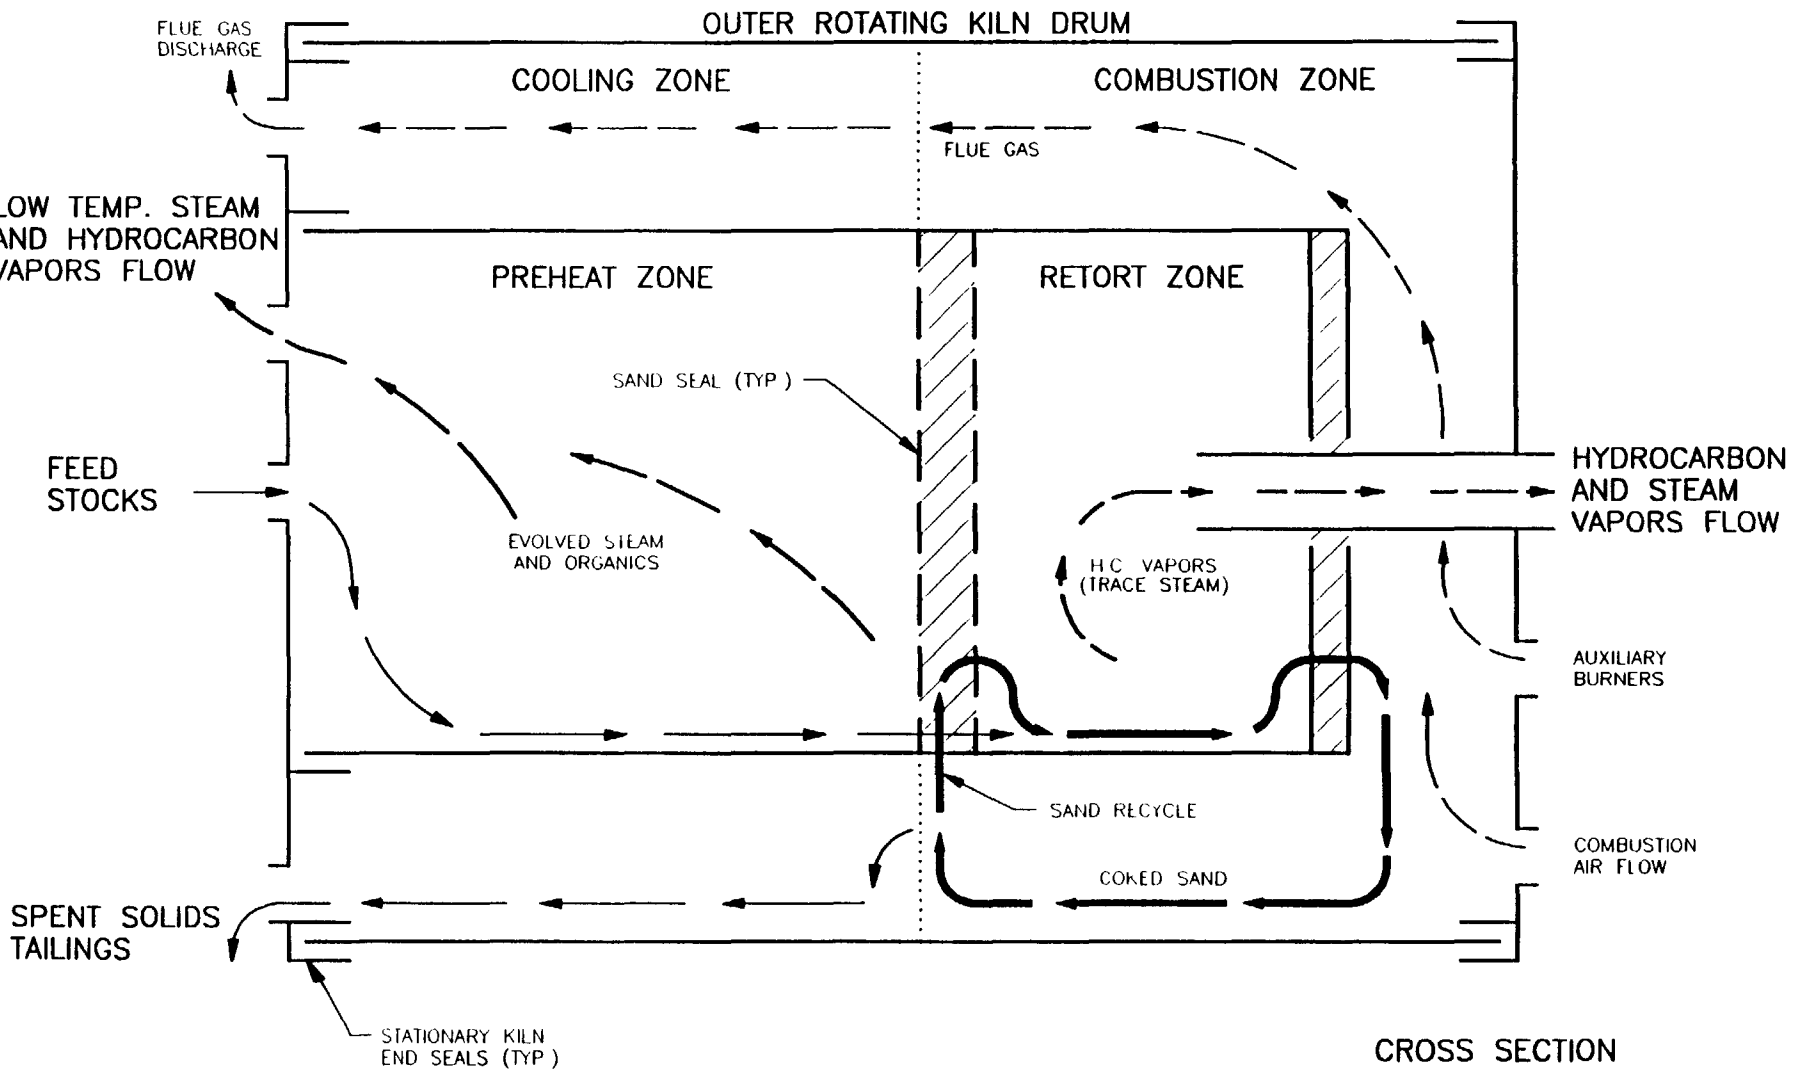 OUTER ROTATING KILN DRUM
FLUE GAS
DISCHARGE
COOLING ZONE
COMBUSTION ZONE
FLUE GAS
LOW TEMP. STEAM
AND HYDROCARBON
VAPORS FLOW
PREHEAT ZONE
RETORT ZONE
SAND SEAL (TYP)
FEED
STOCKS
HYDROCARBON
AND STEAM
VAPORS FLOW
EVOLVED STEAM
AND ORGANICS
H C VAPORS
(TRACE STEAM)
AUXILIARY
BURNERS
SAND RECYCLE
COMBUSTION
AIR FLOW
COKED SAND
SPENT SOLIDS
TAILINGS
STATIONARY KILN
END SEALS (TYP)
CROSS SECTION